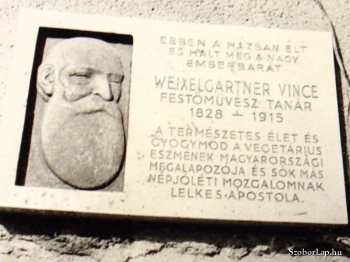 EBBEN A HÁZBAN ÉLT
ÉS HALT MEG A NAGY
EMBERBARÁT
WEIXELGÄRTNER VINCE
FESTŐMŰVÉSZ TANÁR
1828 – 1915
A TERMÉSZETES ÉLET ÉS
GYÓGYMÓD A VEGETÁRIUS
ESZMÉNEK MAGYARORSZÁGI
MEGALAPOZÓJA ÉS SOK MÁS
NÉPJÓLÉTI MOZGALOMNAK
LELKES APOSTOLA.
SzoborLap.hu